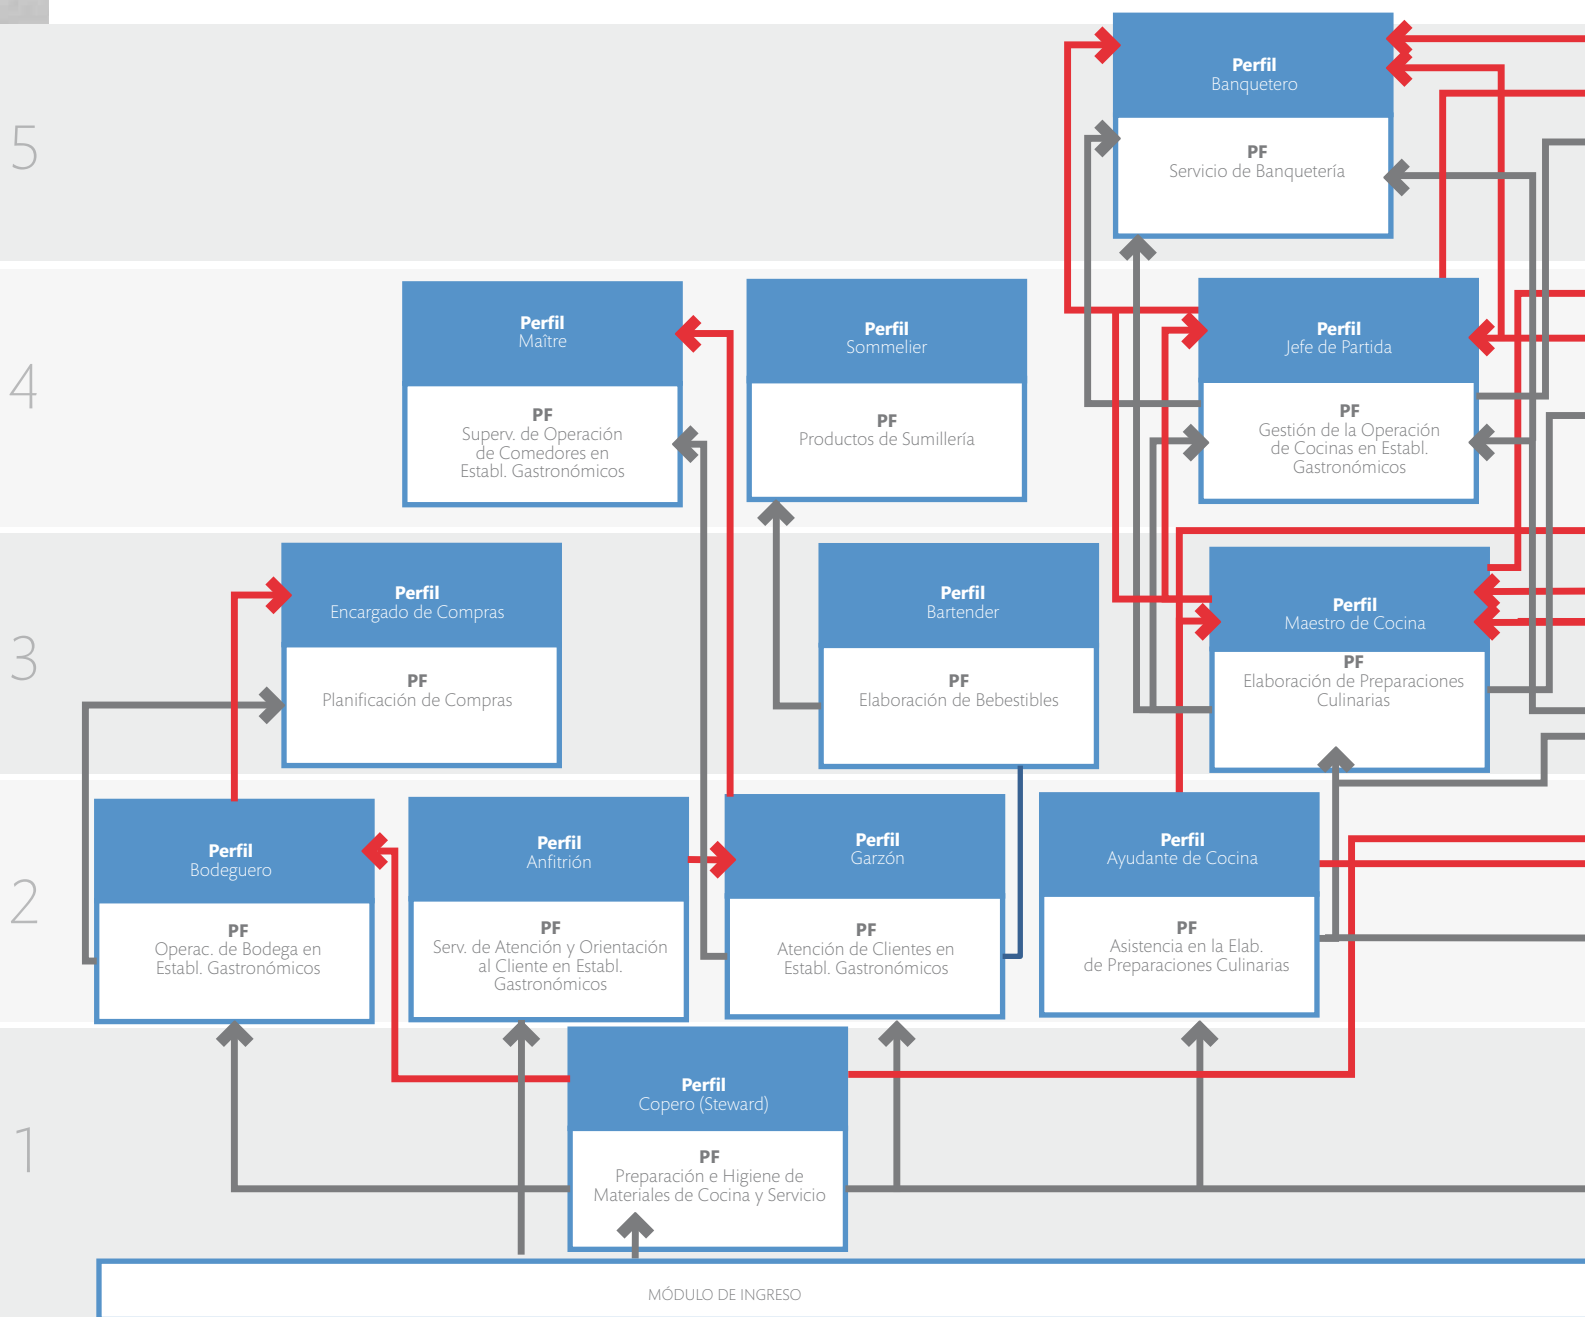 5
Perfil
Banquetero
PF
Servicio de Banquetería
4
Perfil
Maître
PF
Superv. de Operación
de Comedores en
Establ. Gastronómicos
Perfil
Sommelier
PF
Productos de Sumillería
Perfil
Jefe de Partida
PF
Gestión de la Operación
de Cocinas en Establ.
Gastronómicos
3
Perfil
Encargado de Compras
PF
Planificación de Compras
Perfil
Bartender
PF
Elaboración de Bebestibles
Perfil
Maestro de Cocina
PF
Elaboración de Preparaciones
Culinarias
2
Perfil
Bodeguero
PF
Operac. de Bodega en
Establ. Gastronómicos
Perfil
Anfitrión
PF
Serv. de Atención y Orientación
al Cliente en Establ.
Gastronómicos
Perfil
Garzón
PF
Atención de Clientes en
Establ. Gastronómicos
Perfil
Ayudante de Cocina
PF
Asistencia en la Elab.
de Preparaciones Culinarias
1
Perfil
Copero (Steward)
PF
Preparación e Higiene de
Materiales de Cocina y Servicio
MÓDULO DE INGRESO